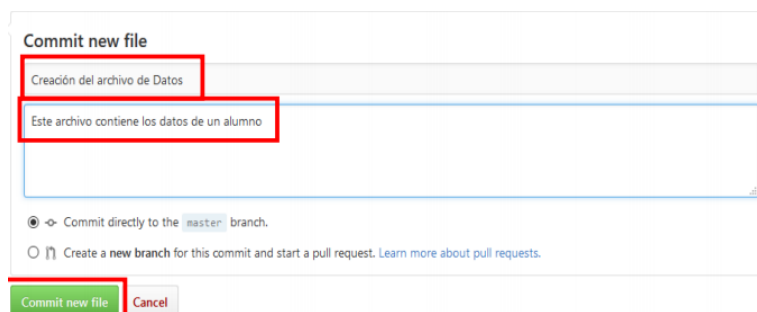 Commit new file
Creación del archivo de Datos
Este archivo contiene los datos de un alumno
Commit directly to the master branch.
Create a new branch for this commit and start a pull request. Learn more about pull requests.
Commit new file Cancel